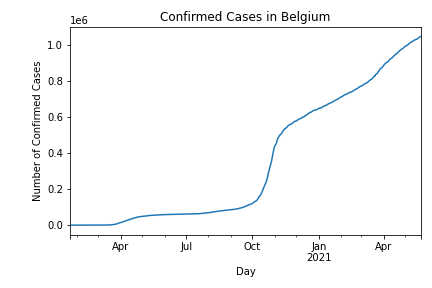 Confirmed Cases in Belgium
1e6
1.0
0.8
0.6
0.4
0.2
0.0
Number of Confirmed Cases
Apr
Jul
Oct
Jan
2021
Apr
Day